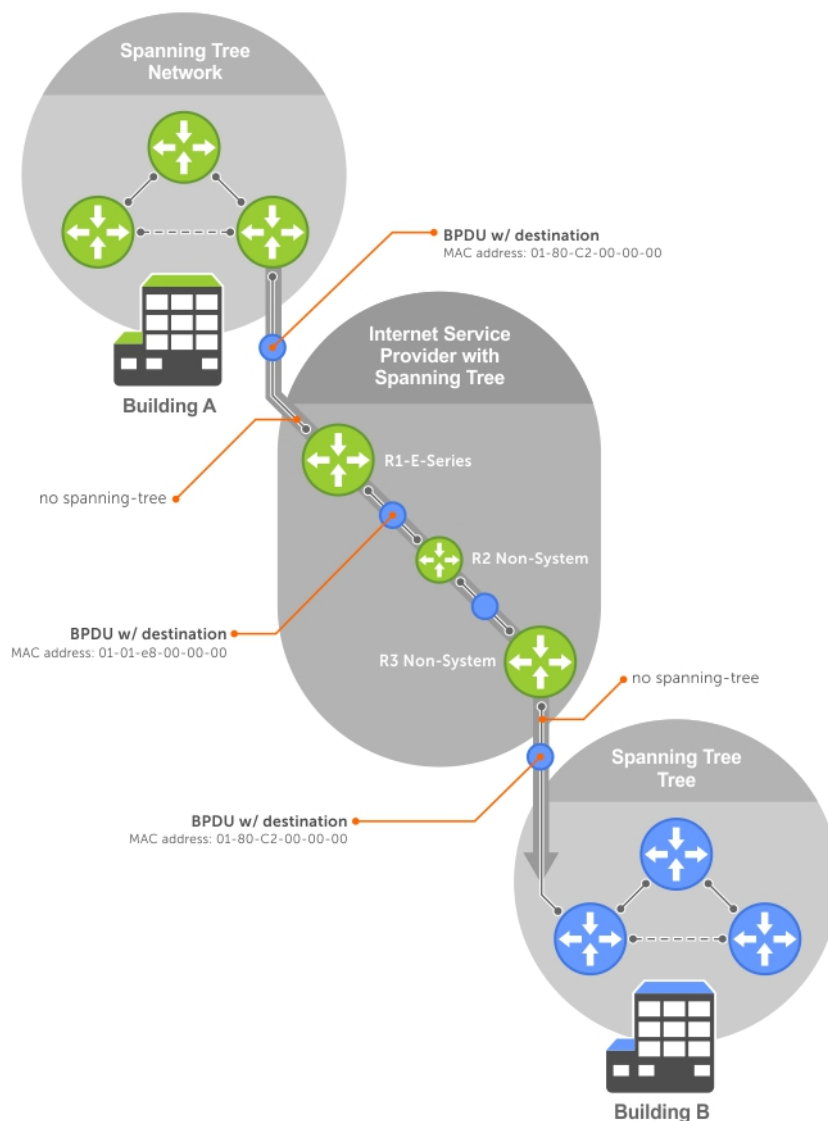 Spanning Tree
Network
BPDU w/ destination
MAC address: 01-80-C2-00-00-00
Internet Service
Provider with
Spanning Tree
Building A
R1-E-Series
no spanning-tree
R2 Non-System
BPDU w/ destination
MAC address: 01-01-e8-00-00-00
R3 Non-System
no spanning-tree
Spanning Tree
Tree
BPDU w/ destination
MAC address: 01-80-C2-00-00-00
Building B